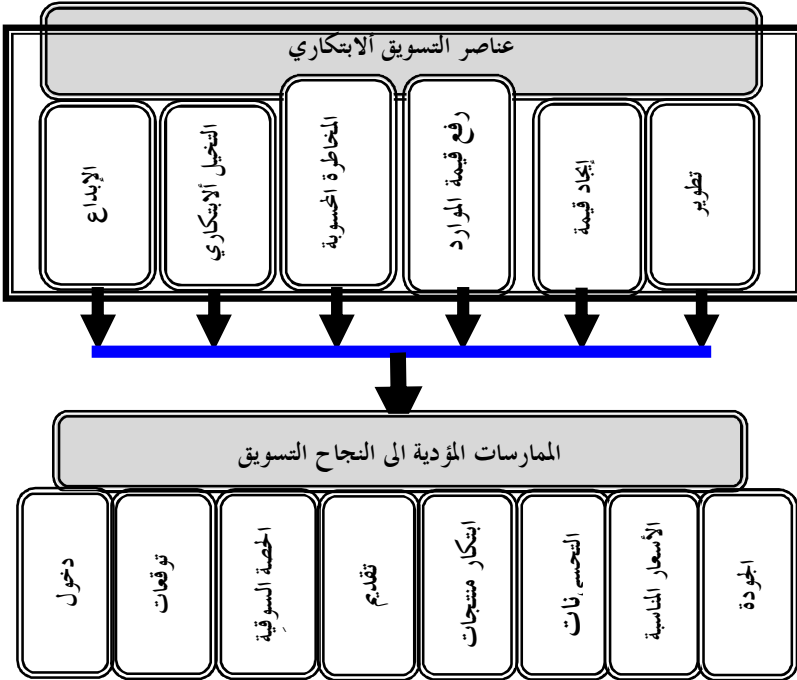 عناصر التسويق ألابتكاري
تطوير
إيجاد قيمة
رفع قيمة الموارد
المخاطرة المحسوبة
التخيل ألابتكاري
الإبداع
الممارسات المؤدية الى النجاح التسويق
الجودة
الأسعار المناسبة
التحسينات
ابتكار منتجات
تقديم
الحصة السوقية
توقعات
دخول